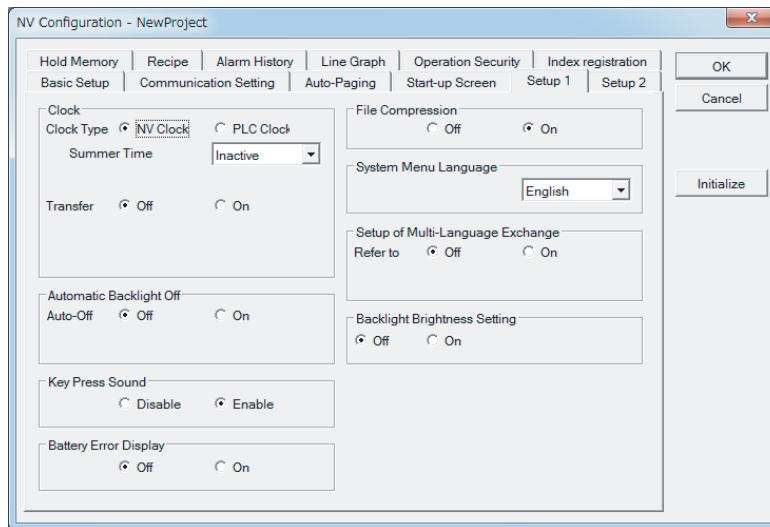 NV Configuration - NewProject
Hold Memory Recipe Alarm History Line Graph Operation Security Index registration
Basic Setup Communication Setting Auto-Paging Start-up Screen Setup 1 Setup 2
OK
Cancel
Initialize
Clock
Clock Type NV Clock PLC Clock
Summer Time Inactive
Transfer Off On
Automatic Backlight Off
Auto-Off Off On
Key Press Sound
Disable Enable
Battery Error Display
Off On
File Compression
Off On
System Menu Language
English
Setup of Multi-Language Exchange
Refer to Off On
Backlight Brightness Setting
Off On